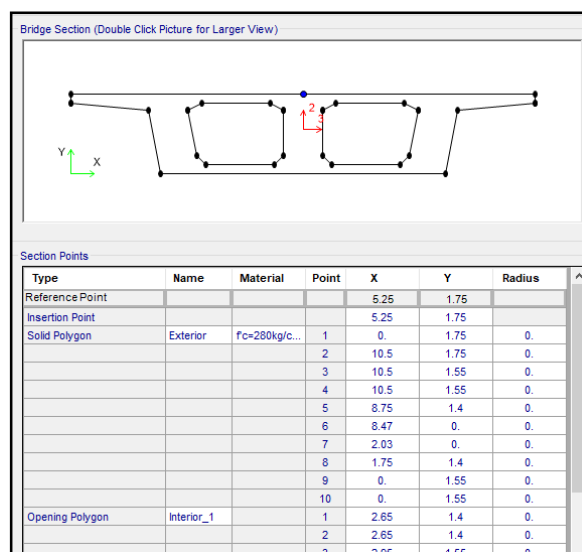 Bridge Section (Double Click Picture for Larger View)
2
3
Y
X
Section Points
Type Name Material Point X Y Radius
Reference Point 5.25 1.75
Insertion Point 5.25 1.75
Solid Polygon Exterior f'c=280kg/c... 1 0. 1.75 0.
2 10.5 1.75 0.
3 10.5 1.55 0.
4 10.5 1.55 0.
5 8.75 1.4 0.
6 8.47 0. 0.
7 2.03 0. 0.
8 1.75 1.4 0.
9 0. 1.55 0.
10 0. 1.55 0.
Opening Polygon Interior_1 1 2.65 1.4 0.
2 2.65 1.4 0.